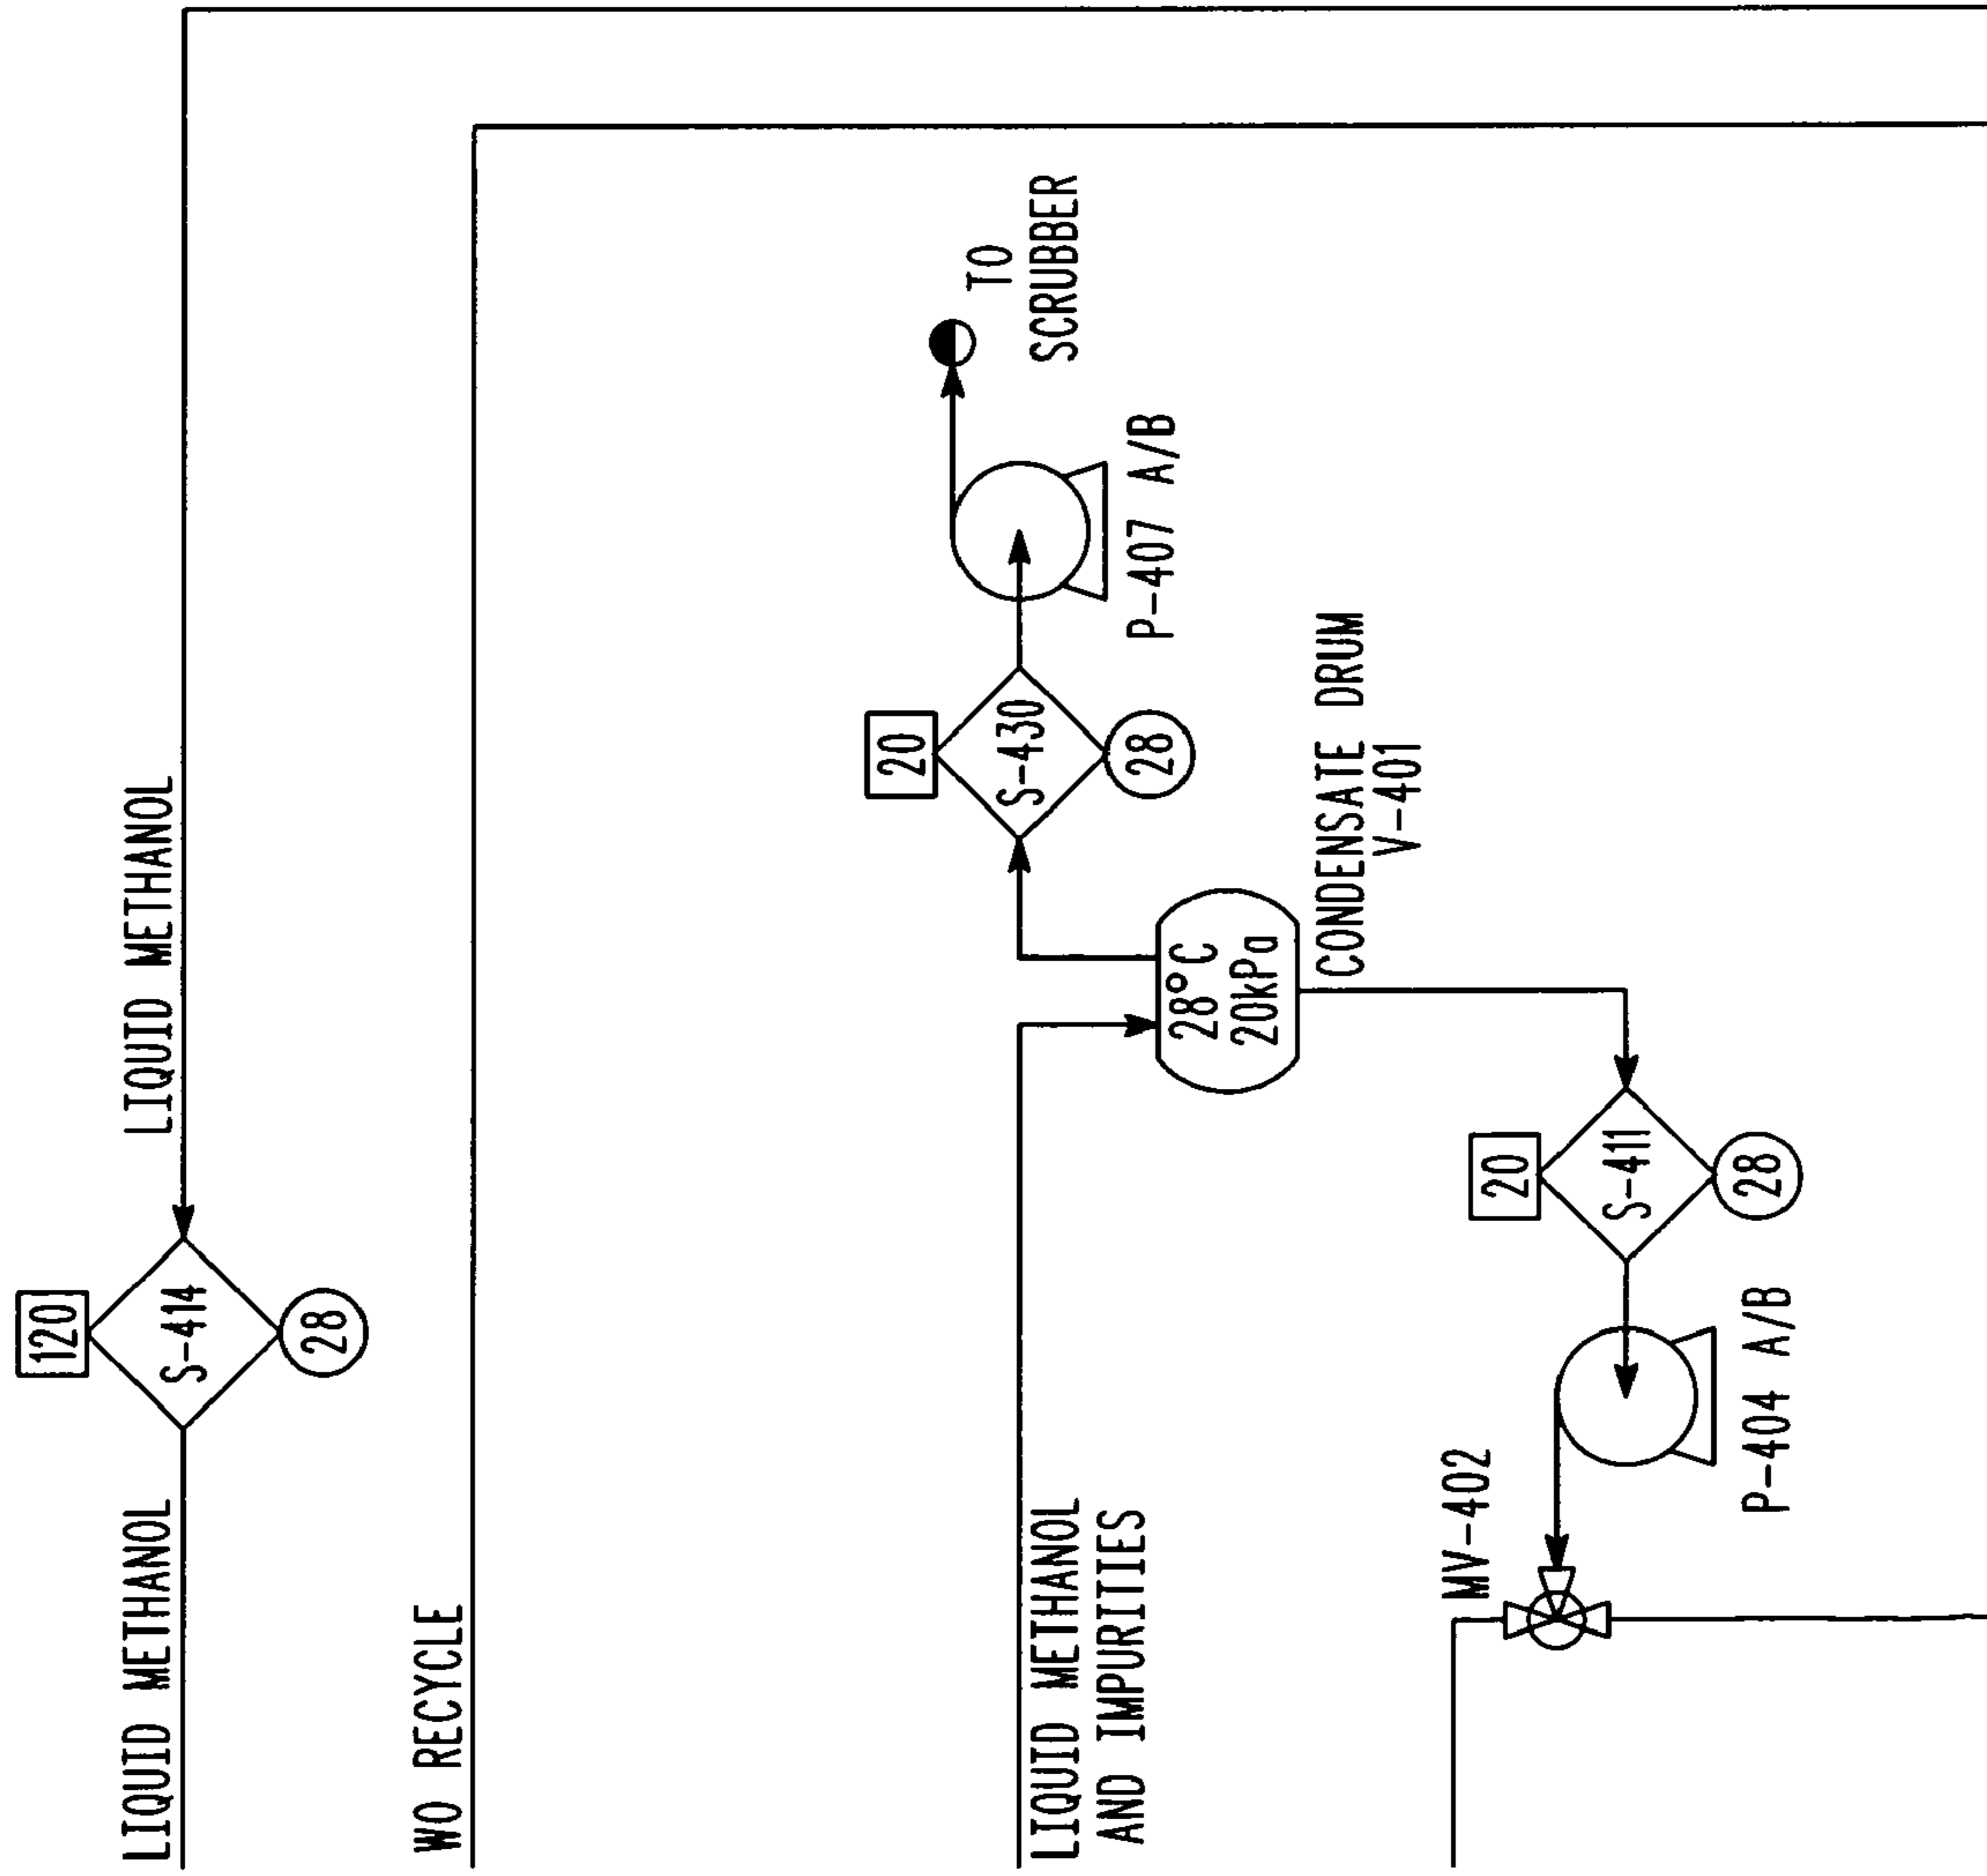 LIQUID METHANOL
120
S-414
28
LIQUID METHANOL
WO RECYCLE
LIQUID METHANOL
AND IMPURITIES
20
S-430
28
P-407 A/B
TO
SCRUBBER
28°C
20kPa
CONDENSATE DRUM
V-401
MV-402
20
S-411
28
P-404 A/B